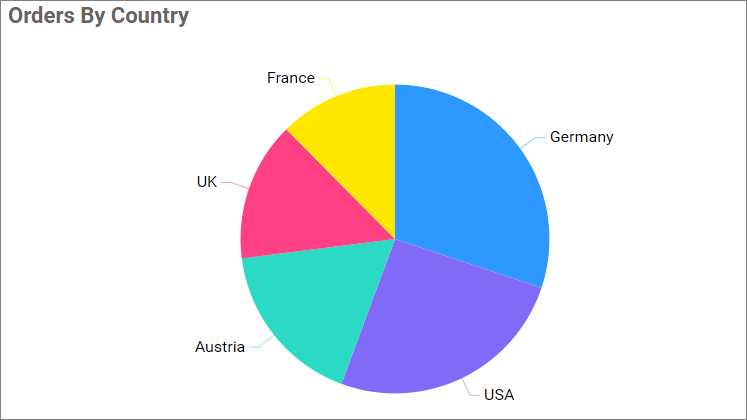 Orders By Country
France
Germany
UK
Austria
USA